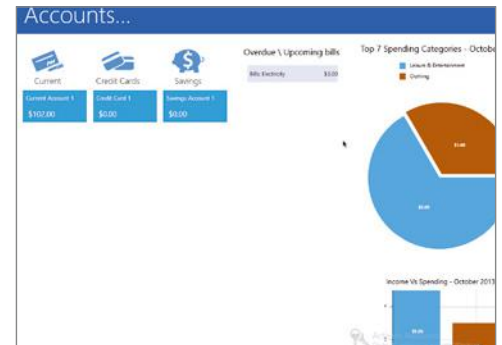 Accounts...
Current
Credit Cards
Savings
Current Account 1
$102.00
Credit Card 1
$0.00
Savings Account 1
$0.00
Overdue \ Upcoming bills
Bills: Electricity
Top 7 Spending Categories - Octobe
Leisure & Entertainment
Clothing
Income Vs Spending - October 2013